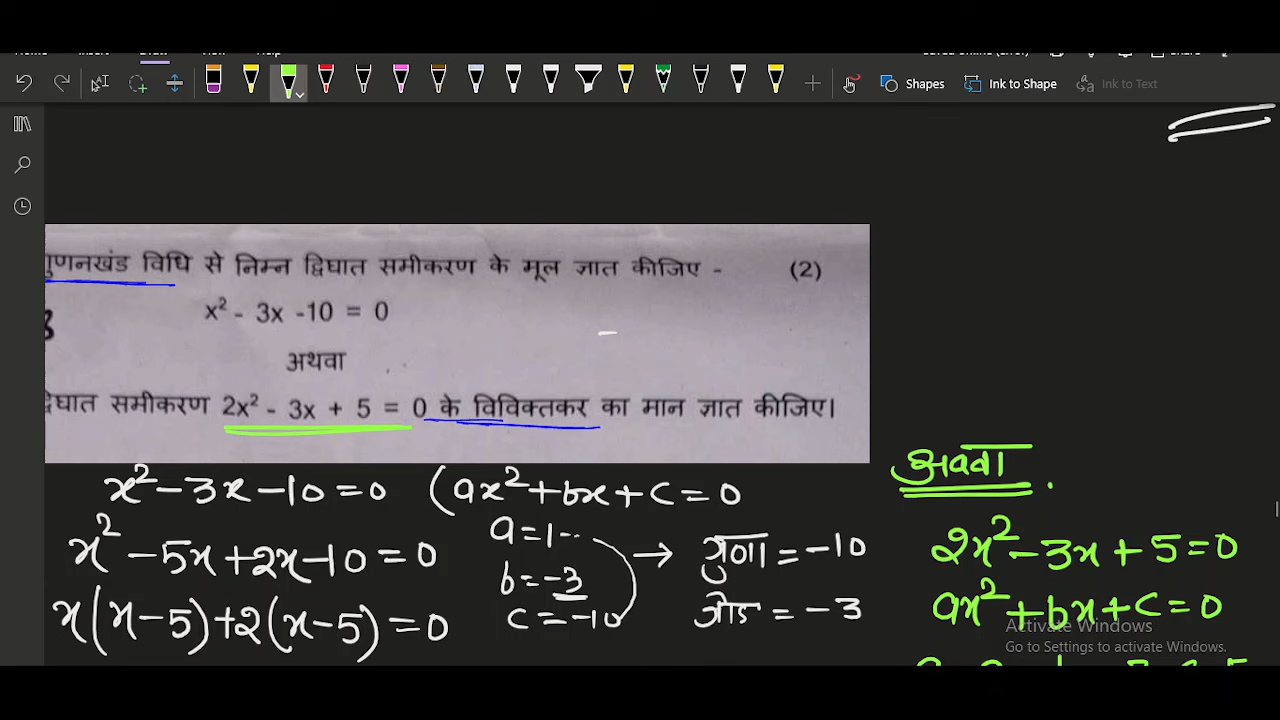 Shapes Ink to Shape Ink to Text
गुणनखंड विधि से निम्न द्विघात समीकरण के मूल ज्ञात कीजिए - (2)
x² - 3x -10 = 0
अथवा
द्विघात समीकरण 2x² - 3x + 5 = 0 के विविक्तकर का मान ज्ञात कीजिए।
x² - 3x - 10 = 0 (ax² + bx + c = 0
x² - 5x + 2x - 10 = 0
x(x - 5) + 2(x - 5) = 0
a = 1
b = -3
c = -10
→ गुणा = -10
जोड़ = -3
अथवा
2x² - 3x + 5 = 0
ax² + bx + c = 0
Activate Windows
Go to Settings to activate Windows.